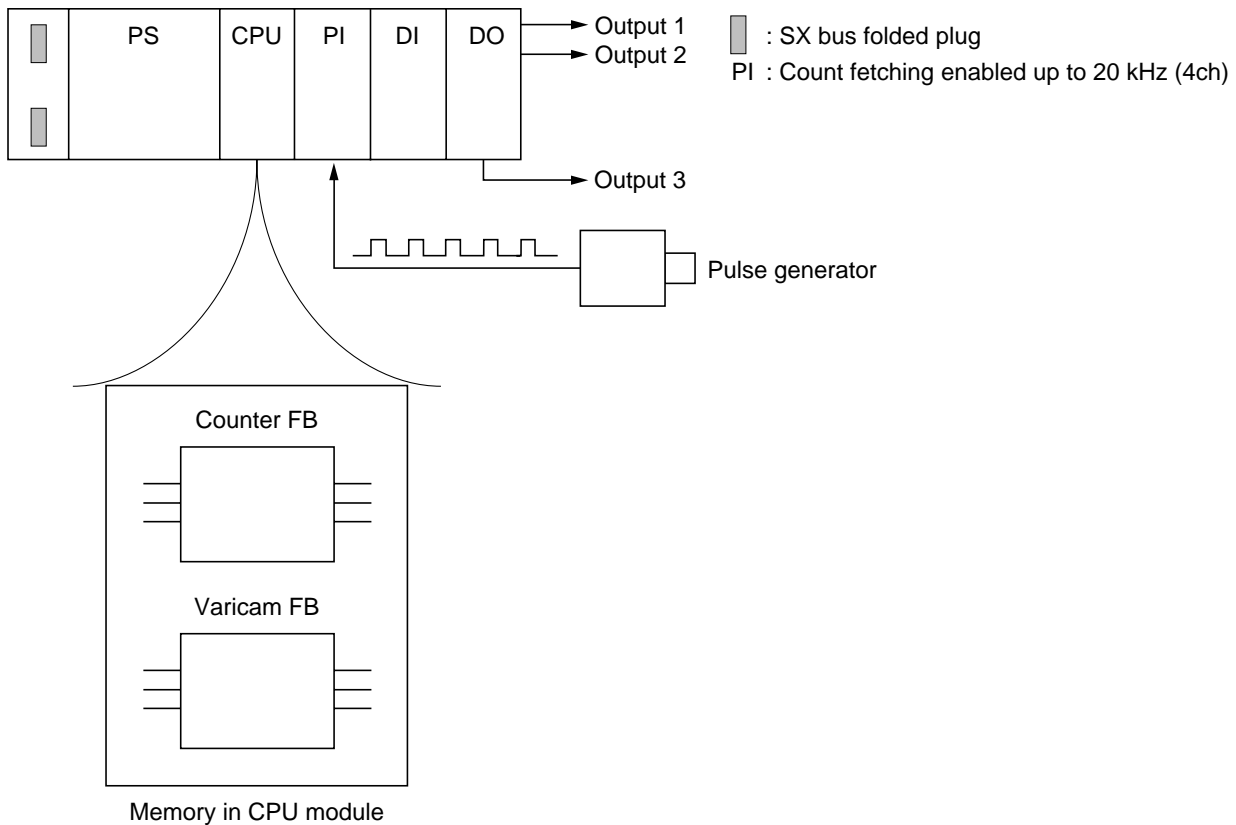 PS CPU PI DI DO
Output 1
Output 2
: SX bus folded plug
PI : Count fetching enabled up to 20 kHz (4ch)
Output 3
Pulse generator
Counter FB
Varicam FB
Memory in CPU module